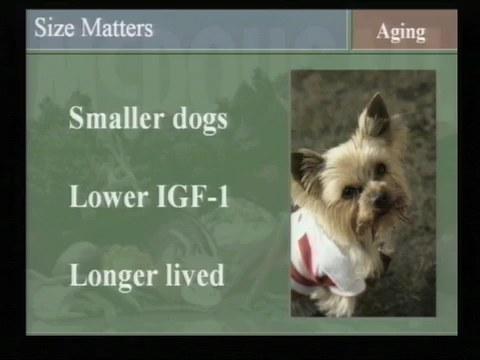 Size Matters
Aging
Smaller dogs
Lower IGF-1
Longer lived